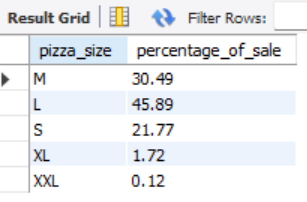 Result Grid Filter Rows:
pizza_size percentage_of_sale
M 30.49
L 45.89
S 21.77
XL 1.72
XXL 0.12